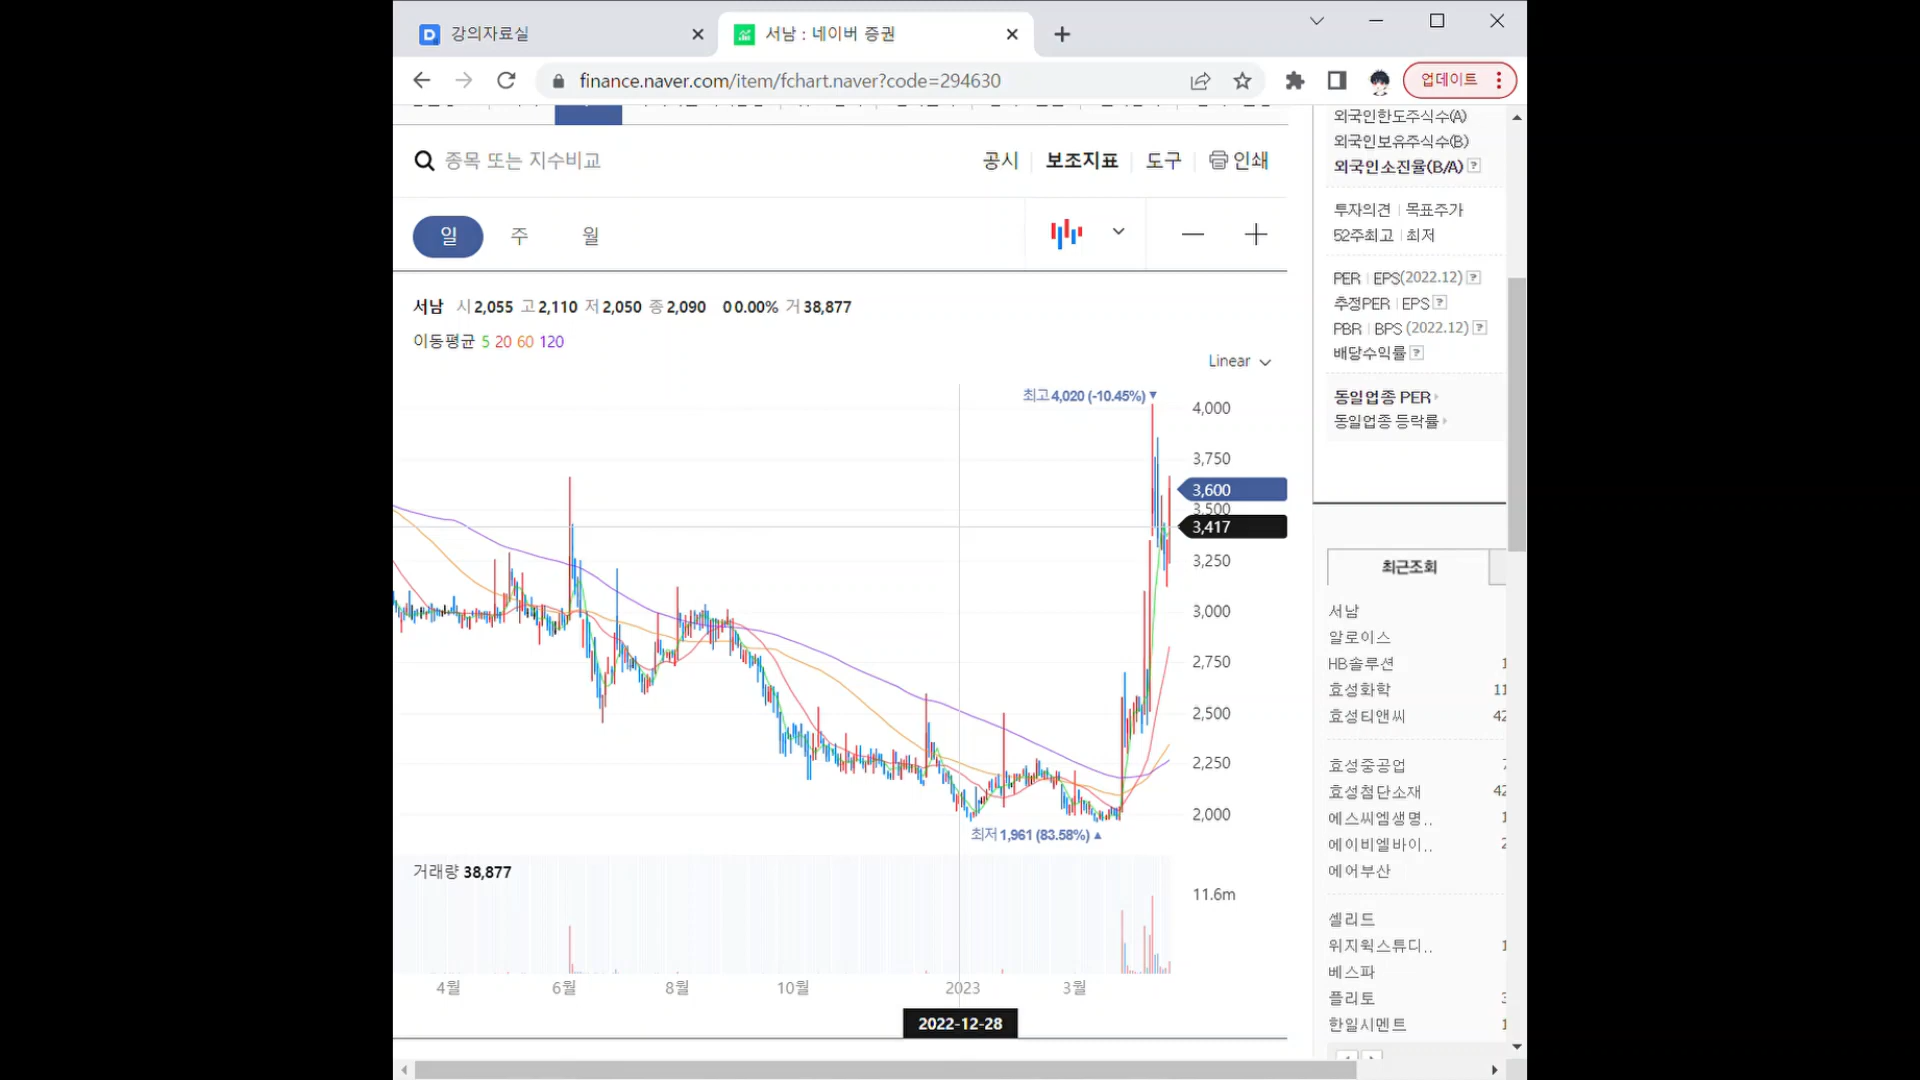 강의자료실
서남 : 네이버 증권
finance.naver.com/item/fchart.naver?code=294630
업데이트
종목 또는 지수비교
공시
보조지표
도구
인쇄
일
주
월
서남 시 2,055 고 2,110 저 2,050 종 2,090 0 0.00% 거 38,877
이동평균 5 20 60 120
Linear
최고 4,020 (-10.45%) ▼
4,000
3,750
3,600
3,500
3,417
3,250
3,000
2,750
2,500
2,250
2,000
최저 1,961 (83.58%) ▲
거래량 38,877
11.6m
4월
6월
8월
10월
2023
3월
2022-12-28
외국인한도주식수(A)
외국인보유주식수(B)
외국인소진율(B/A) ?
투자의견 | 목표주가
52주최고 | 최저
PER | EPS(2022.12) ?
추정PER | EPS ?
PBR | BPS (2022.12) ?
배당수익률 ?
동일업종 PER
동일업종 등락률
최근조회
서남
알로이스
HB솔루션 1
효성화학 11
효성티앤씨 42
효성중공업
효성첨단소재 42
에스씨엠생명..
에이비엘바이..
에어부산
셀리드
위지윅스튜디..
베스파
플리토
한일시멘트